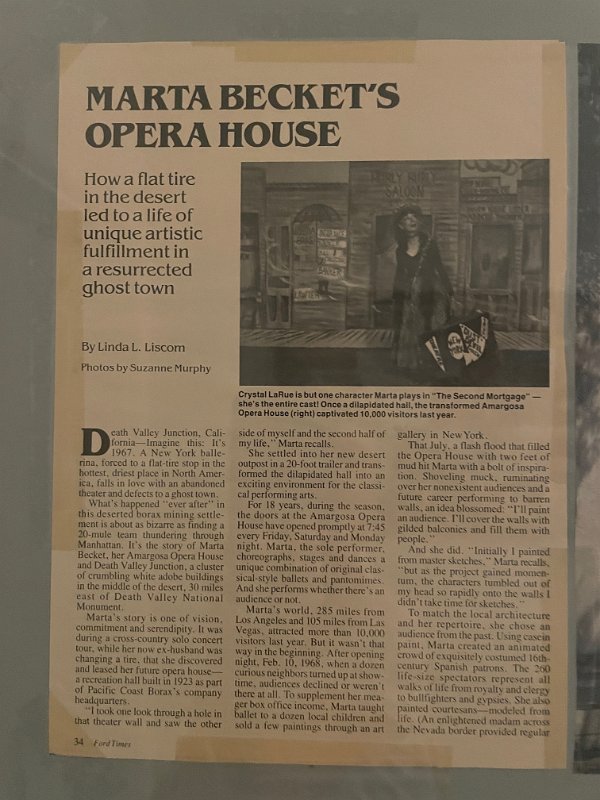 MARTA BECKET'S
OPERA HOUSE
How a flat tire
in the desert
led to a life of
unique artistic
fulfillment in
a resurrected
ghost town
By Linda L. Liscom
Photos by Suzanne Murphy
HURLY BURLY
SALOON
Crystal LaRue is but one character Marta plays in "The Second Mortgage" —
she's the entire cast! Once a dilapidated hall, the transformed Amargosa
Opera House (right) captivated 10,000 visitors last year.
Death Valley Junction, Cali-
fornia—Imagine this: It's
1967. A New York balle-
rina, forced to a flat-tire stop in the
hottest, driest place in North Amer-
ica, falls in love with an abandoned
theater and defects to a ghost town.
What's happened "ever after" in
this deserted borax mining settle-
ment is about as bizarre as finding a
20-mule team thundering through
Manhattan. It's the story of Marta
Becket, her Amargosa Opera House
and Death Valley Junction, a cluster
of crumbling white adobe buildings
in the middle of the desert, 30 miles
east of Death Valley National
Monument.
Marta's story is one of vision,
commitment and serendipity. It was
during a cross-country solo concert
tour, while her now ex-husband was
changing a tire, that she discovered
and leased her future opera house—
a recreation hall built in 1923 as part
of Pacific Coast Borax's company
headquarters.
"I took one look through a hole in
that theater wall and saw the other
side of myself and the second half of
my life," Marta recalls.
She settled into her new desert
outpost in a 20-foot trailer and trans-
formed the dilapidated hall into an
exciting environment for the classi-
cal performing arts.
For 18 years, during the season,
the doors at the Amargosa Opera
House have opened promptly at 7:45
every Friday, Saturday and Monday
night. Marta, the sole performer,
choreographs, stages and dances a
unique combination of original clas-
sical-style ballets and pantomimes.
And she performs whether there's an
audience or not.
Marta's world, 285 miles from
Los Angeles and 105 miles from Las
Vegas, attracted more than 10,000
visitors last year. But it wasn't that
way in the beginning. After opening
night, Feb. 10, 1968, when a dozen
curious neighbors turned up at show-
time, audiences declined or weren't
there at all. To supplement her mea-
ger box office income, Marta taught
ballet to a dozen local children and
sold a few paintings through an art
gallery in New York.
That July, a flash flood that filled
the Opera House with two feet of
mud hit Marta with a bolt of inspira-
tion. Shoveling muck, ruminating
over her nonexistent audiences and a
future career performing to barren
walls, an idea blossomed: "I'll paint
an audience. I'll cover the walls with
gilded balconies and fill them with
people."
And she did. "Initially I painted
from master sketches," Marta recalls,
"but as the project gained momen-
tum, the characters tumbled out of
my head so rapidly onto the walls I
didn't take time for sketches."
To match the local architecture
and her repertoire, she chose an
audience from the past. Using casein
paint, Marta created an animated
crowd of exquisitely costumed 16th-
century Spanish patrons. The 260
life-size spectators represent all
walks of life from royalty and clergy
to bullfighters and gypsies. She also
painted courtesans—modeled from
life. (An enlightened madam across
the Nevada border provided regular
34 Ford Times